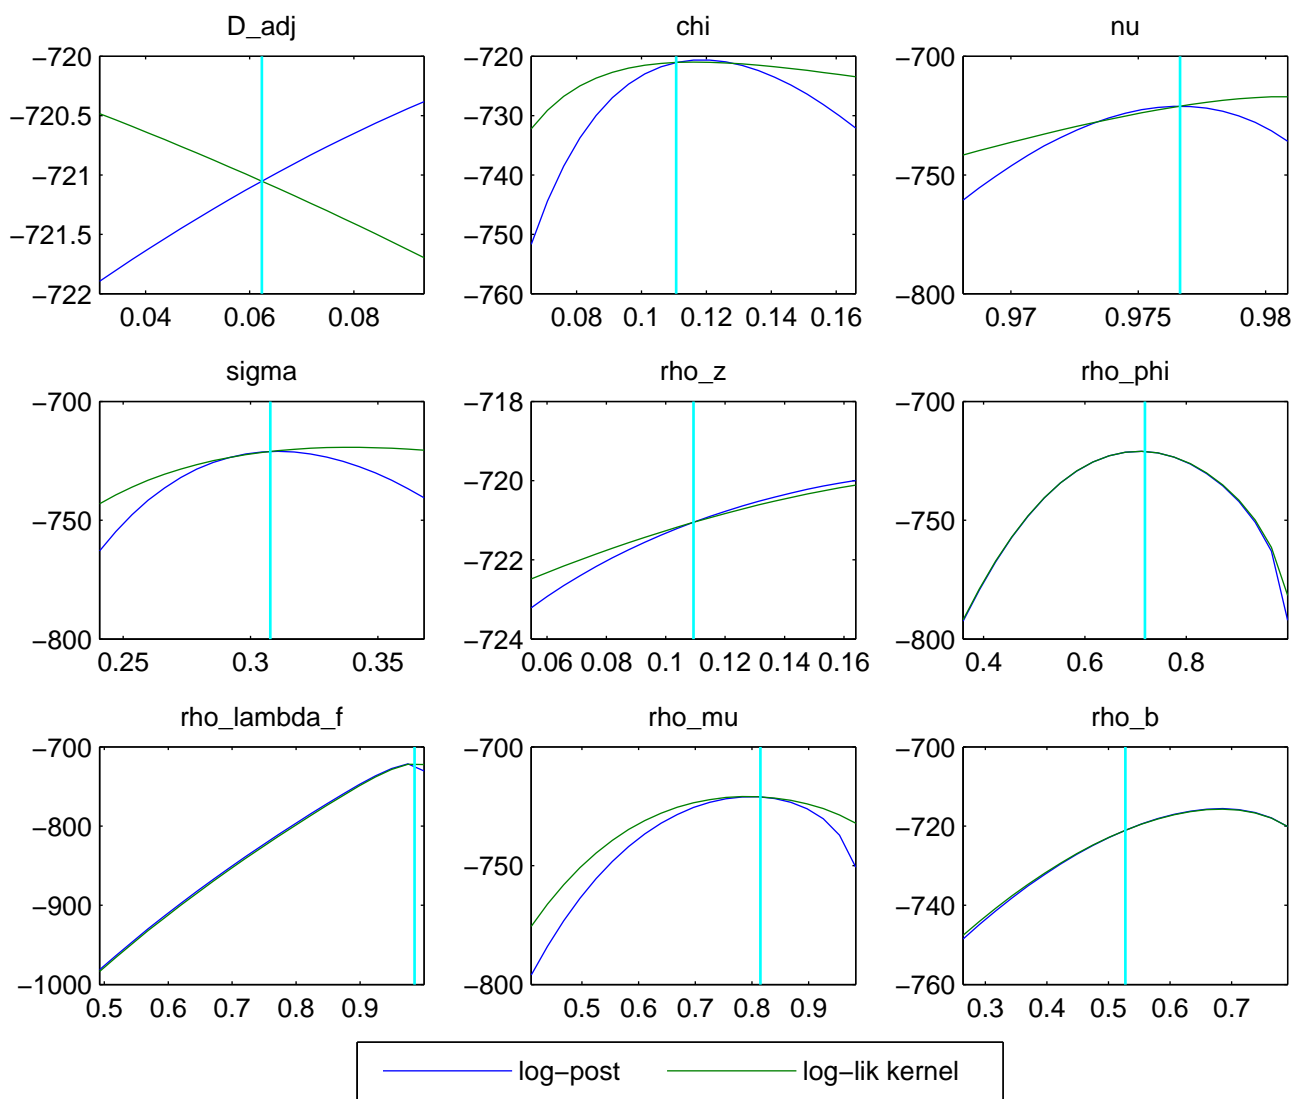 D_adj
chi
nu
−720
−720.5
−721
−721.5
−722
0.04 0.06 0.08
−720
−730
−740
−750
−760
0.08 0.1 0.12 0.14 0.16
−700
−750
−800
0.97 0.975 0.98
sigma
rho_z
rho_phi
−700
−750
−800
0.25 0.3 0.35
−718
−720
−722
−724
0.06 0.08 0.1 0.12 0.14 0.16
−700
−750
−800
0.4 0.6 0.8
rho_lambda_f
rho_mu
rho_b
−700
−800
−900
−1000
0.5 0.6 0.7 0.8 0.9
−700
−750
−800
0.5 0.6 0.7 0.8 0.9
−700
−720
−740
−760
0.3 0.4 0.5 0.6 0.7
log−post
log−lik kernel